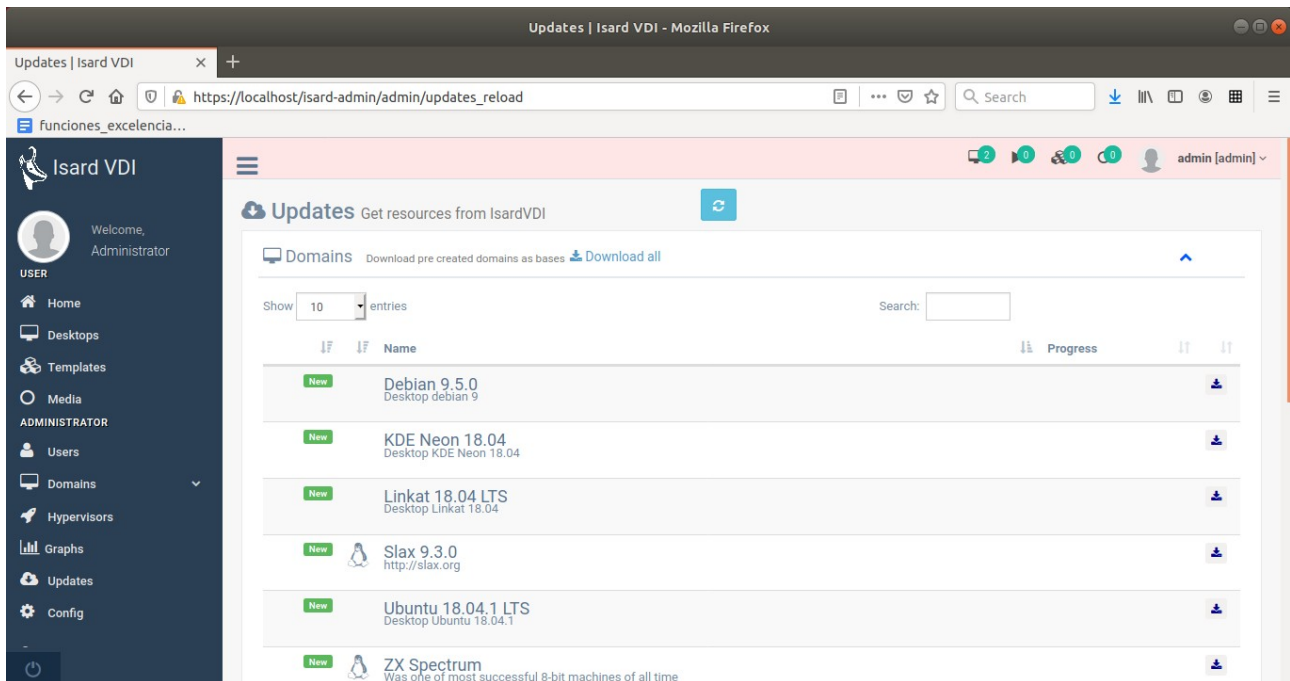 Updates | Isard VDI - Mozilla Firefox
Updates | Isard VDI
https://localhost/isard-admin/admin/updates_reload
Search
funciones_excelencia...
Isard VDI
2 0 0 0 admin [admin]
Welcome,
Administrator
USER
Home
Desktops
Templates
Media
ADMINISTRATOR
Users
Domains
Hypervisors
Graphs
Updates
Config
Updates Get resources from IsardVDI
Domains Download pre created domains as bases Download all
Show 10 entries Search:
Name Progress
New Debian 9.5.0
Desktop debian 9
New KDE Neon 18.04
Desktop KDE Neon 18.04
New Linkat 18.04 LTS
Desktop Linkat 18.04
New Slax 9.3.0
http://slax.org
New Ubuntu 18.04.1 LTS
Desktop Ubuntu 18.04.1
New ZX Spectrum
Was one of most successful 8-bit machines of all time